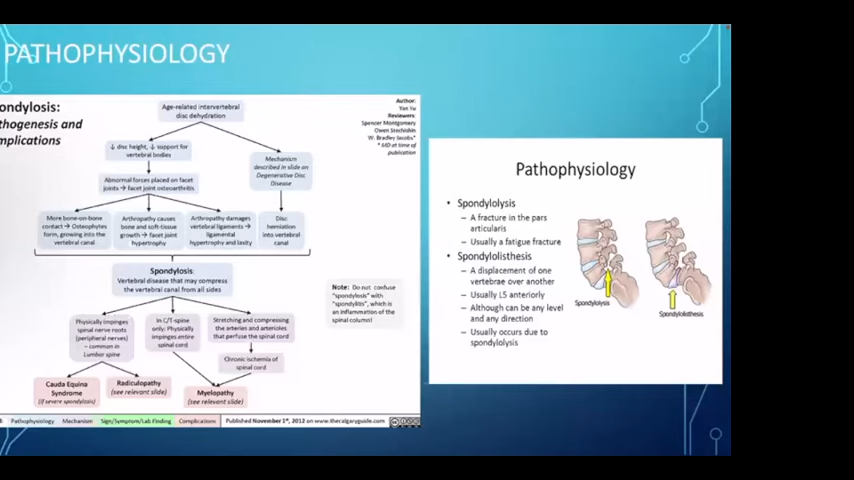 PATHOPHYSIOLOGY
ondylosis:
thogenesis and
mplications
Author:
Yan Yu
Reviewers:
Spencer Montgomery
Owen Stechishin
W. Bradley Jacobs*
* MD at time of
publication
Age-related intervertebral
disc dehydration
↓ disc height, ↓ support for
vertebral bodies
Mechanism
described in slide on
Degenerative Disc
Disease
Abnormal forces placed on facet
joints → facet joint osteoarthritis
More bone-on-bone
contact → Osteophytes
form, growing into the
vertebral canal
Arthropathy causes
bone and soft-tissue
growth → facet joint
hypertrophy
Arthropathy damages
vertebral ligaments →
ligamental
hypertrophy and laxity
Disc
herniation
into vertebral
canal
Spondylosis:
Vertebral disease that may compress
the vertebral canal from all sides
Note: Do not confuse
"spondylosis" with
"spondylitis", which is
an inflammation of the
spinal column!
Physically impinges
spinal nerve roots
(peripheral nerves)
– common in
Lumbar spine
In C/T-spine
only: Physically
impinges entire
spinal cord
Stretching and compressing
the arteries and arterioles
that perfuse the spinal cord
Chronic ischemia of
spinal cord
Cauda Equina
Syndrome
(if severe spondylosis)
Radiculopathy
(see relevant slide)
Myelopathy
(see relevant slide)
Pathophysiology
Mechanism
Sign/Symptom/Lab Finding
Complications
Published November 1st, 2012 on www.thecalgaryguide.com
Pathophysiology
• Spondylolysis
– A fracture in the pars
articularis
– Usually a fatigue fracture
• Spondylolisthesis
– A displacement of one
vertebrae over another
– Usually L5 anteriorly
– Although can be any level
and any direction
– Usually occurs due to
spondylolysis
Spondylolysis
Spondylolisthesis